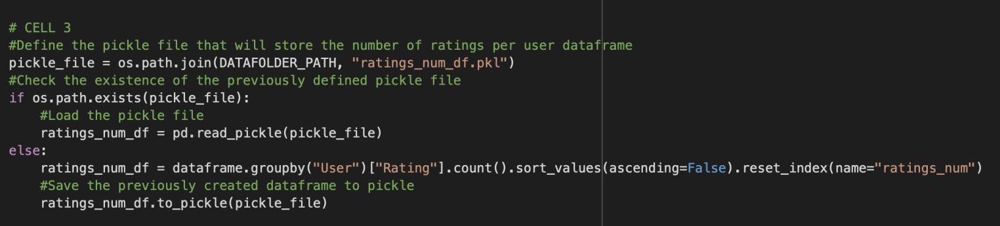 # CELL 3
#Define the pickle file that will store the number of ratings per user dataframe
pickle_file = os.path.join(DATAFOLDER_PATH, "ratings_num_df.pkl")
#Check the existence of the previously defined pickle file
if os.path.exists(pickle_file):
    #Load the pickle file
    ratings_num_df = pd.read_pickle(pickle_file)
else:
    ratings_num_df = dataframe.groupby("User")["Rating"].count().sort_values(ascending=False).reset_index(name="ratings_num")
    #Save the previously created dataframe to pickle
    ratings_num_df.to_pickle(pickle_file)